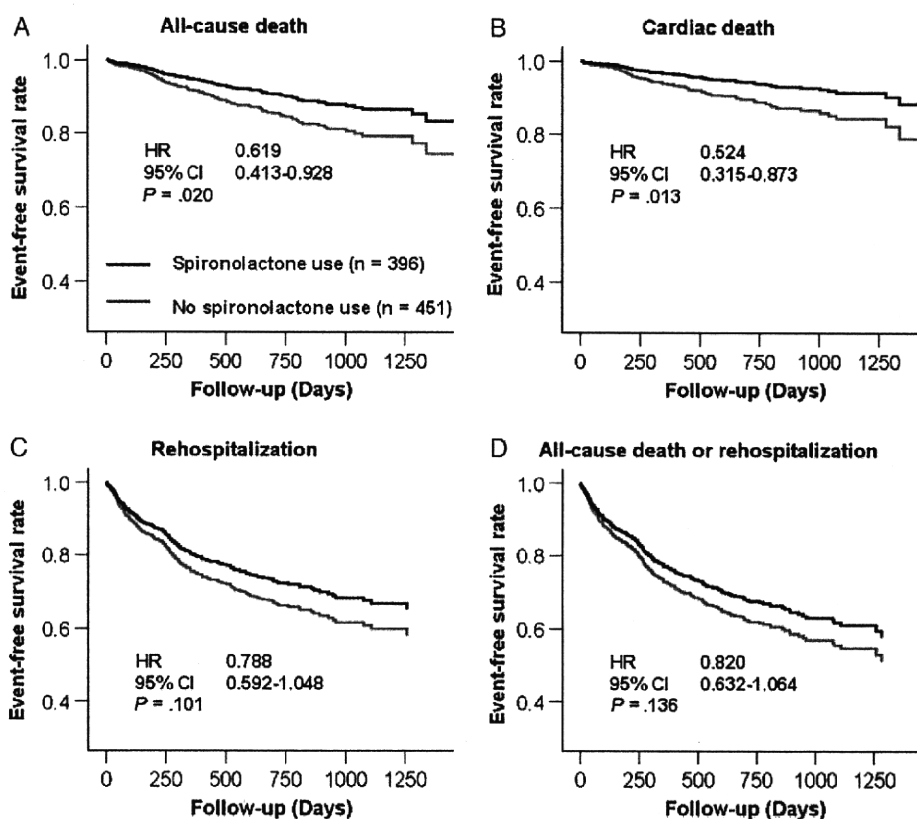 A
All-cause death
Event-free survival rate
1.0
0.8
0.6
0.4
HR 0.619
95% CI 0.413-0.928
P = .020
Spironolactone use (n = 396)
No spironolactone use (n = 451)
0 250 500 750 1000 1250
Follow-up (Days)
B
Cardiac death
Event-free survival rate
1.0
0.8
0.6
0.4
HR 0.524
95% CI 0.315-0.873
P = .013
0 250 500 750 1000 1250
Follow-up (Days)
C
Rehospitalization
Event-free survival rate
1.0
0.8
0.6
0.4
HR 0.788
95% CI 0.592-1.048
P = .101
0 250 500 750 1000 1250
Follow-up (Days)
D
All-cause death or rehospitalization
Event-free survival rate
1.0
0.8
0.6
0.4
HR 0.820
95% CI 0.632-1.064
P = .136
0 250 500 750 1000 1250
Follow-up (Days)